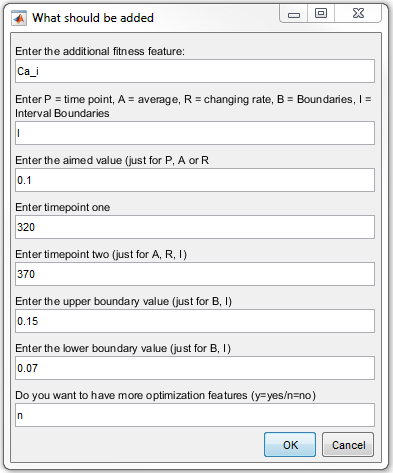 What should be added
Enter the additional fitness feature:
Ca_i
Enter P = time point, A = average, R = changing rate, B = Boundaries, I =
Interval Boundaries
I
Enter the aimed value (just for P, A or R
0.1
Enter timepoint one
320
Enter timepoint two (just for A, R, I)
370
Enter the upper boundary value (just for B, I)
0.15
Enter the lower boundary value (just for B, I)
0.07
Do you want to have more optimization features (y=yes/n=no)
n
OK Cancel